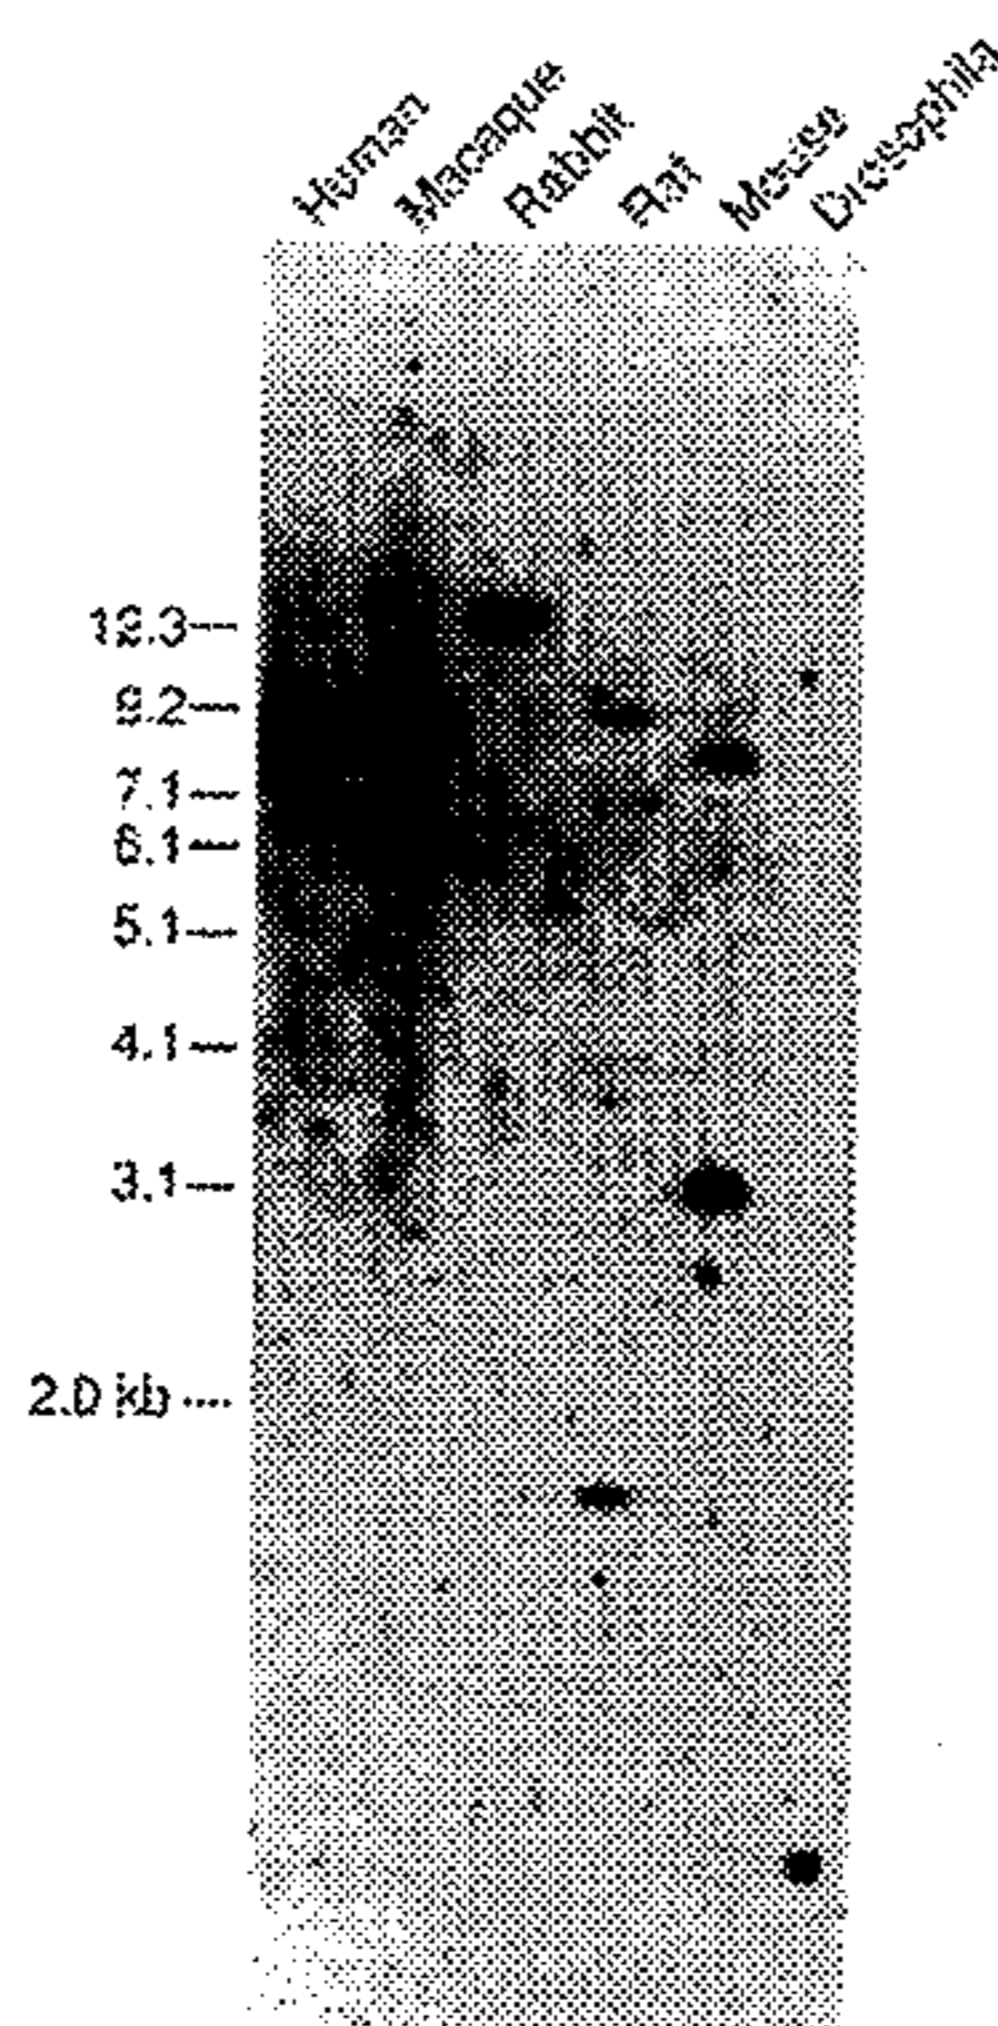 Human
Macaque
Rabbit
Rat
Mouse
Drosophila
12.3
9.2
7.1
6.1
5.1
4.1
3.1
2.0 kb